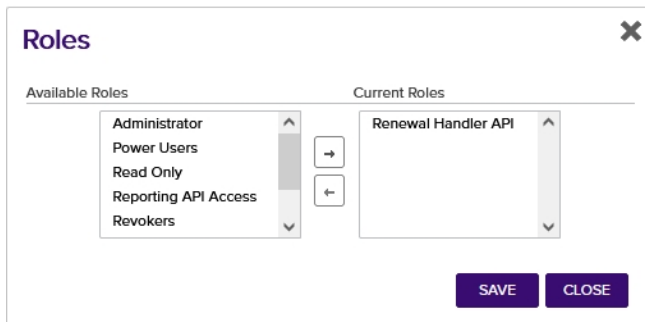 Roles
Available Roles
Current Roles
Administrator
Power Users
Read Only
Reporting API Access
Revokers
Renewal Handler API
SAVE
CLOSE